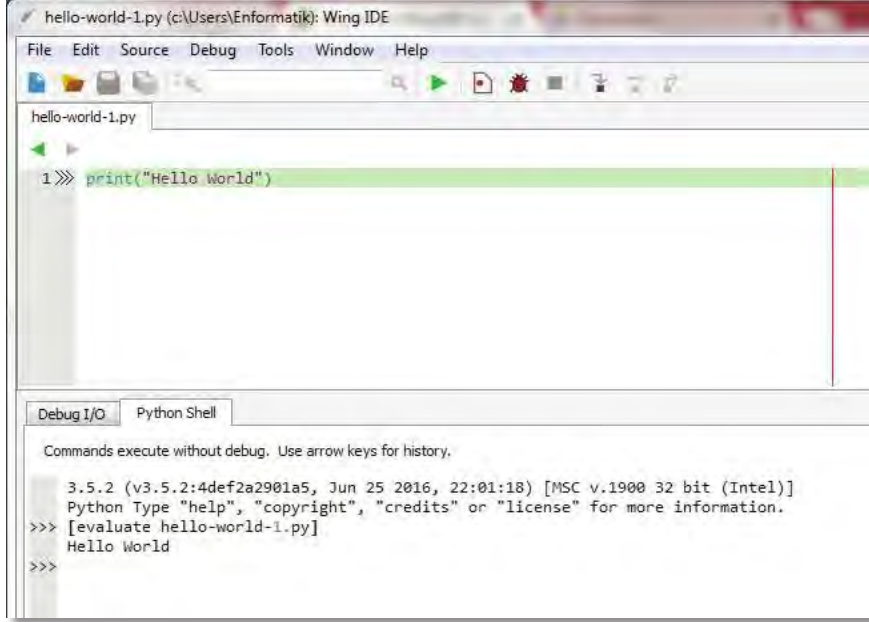 hello-world-1.py (c:\Users\Enformatik): Wing IDE
File Edit Source Debug Tools Window Help
hello-world-1.py
1 >>> print("Hello World")
Debug I/O Python Shell
Commands execute without debug. Use arrow keys for history.
3.5.2 (v3.5.2:4def2a2901a5, Jun 25 2016, 22:01:18) [MSC v.1900 32 bit (Intel)]
Python Type "help", "copyright", "credits" or "license" for more information.
>>> [evaluate hello-world-1.py]
Hello World
>>>